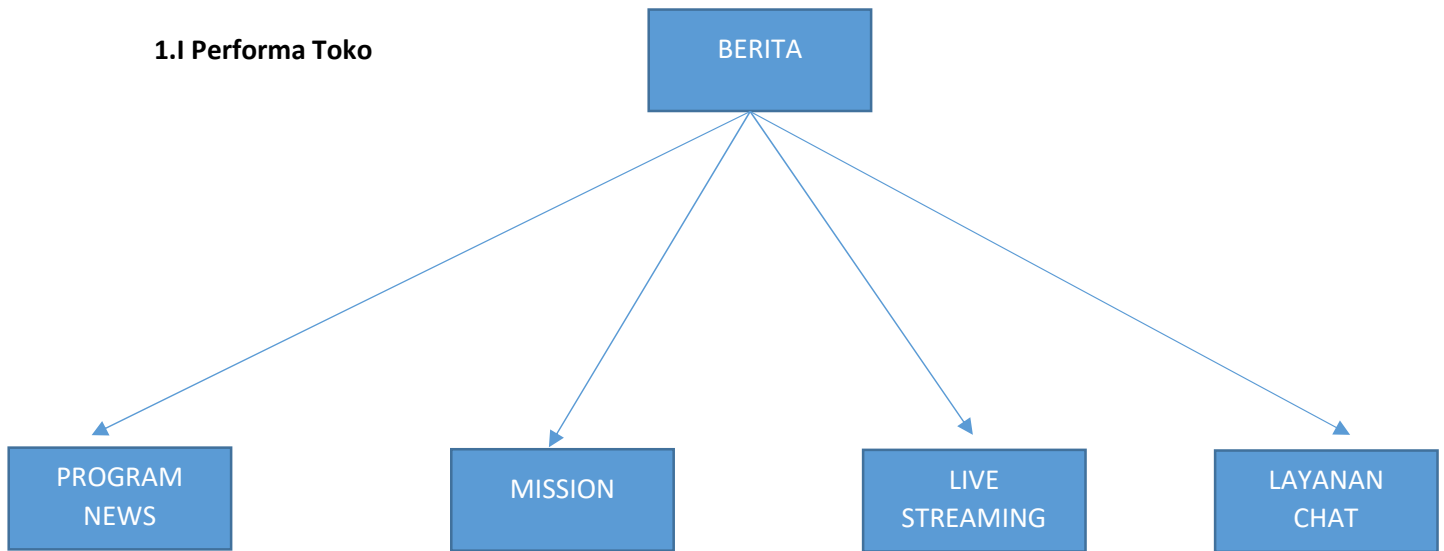 1.I Performa Toko
BERITA
PROGRAM
NEWS
MISSION
LIVE
STREAMING
LAYANAN
CHAT